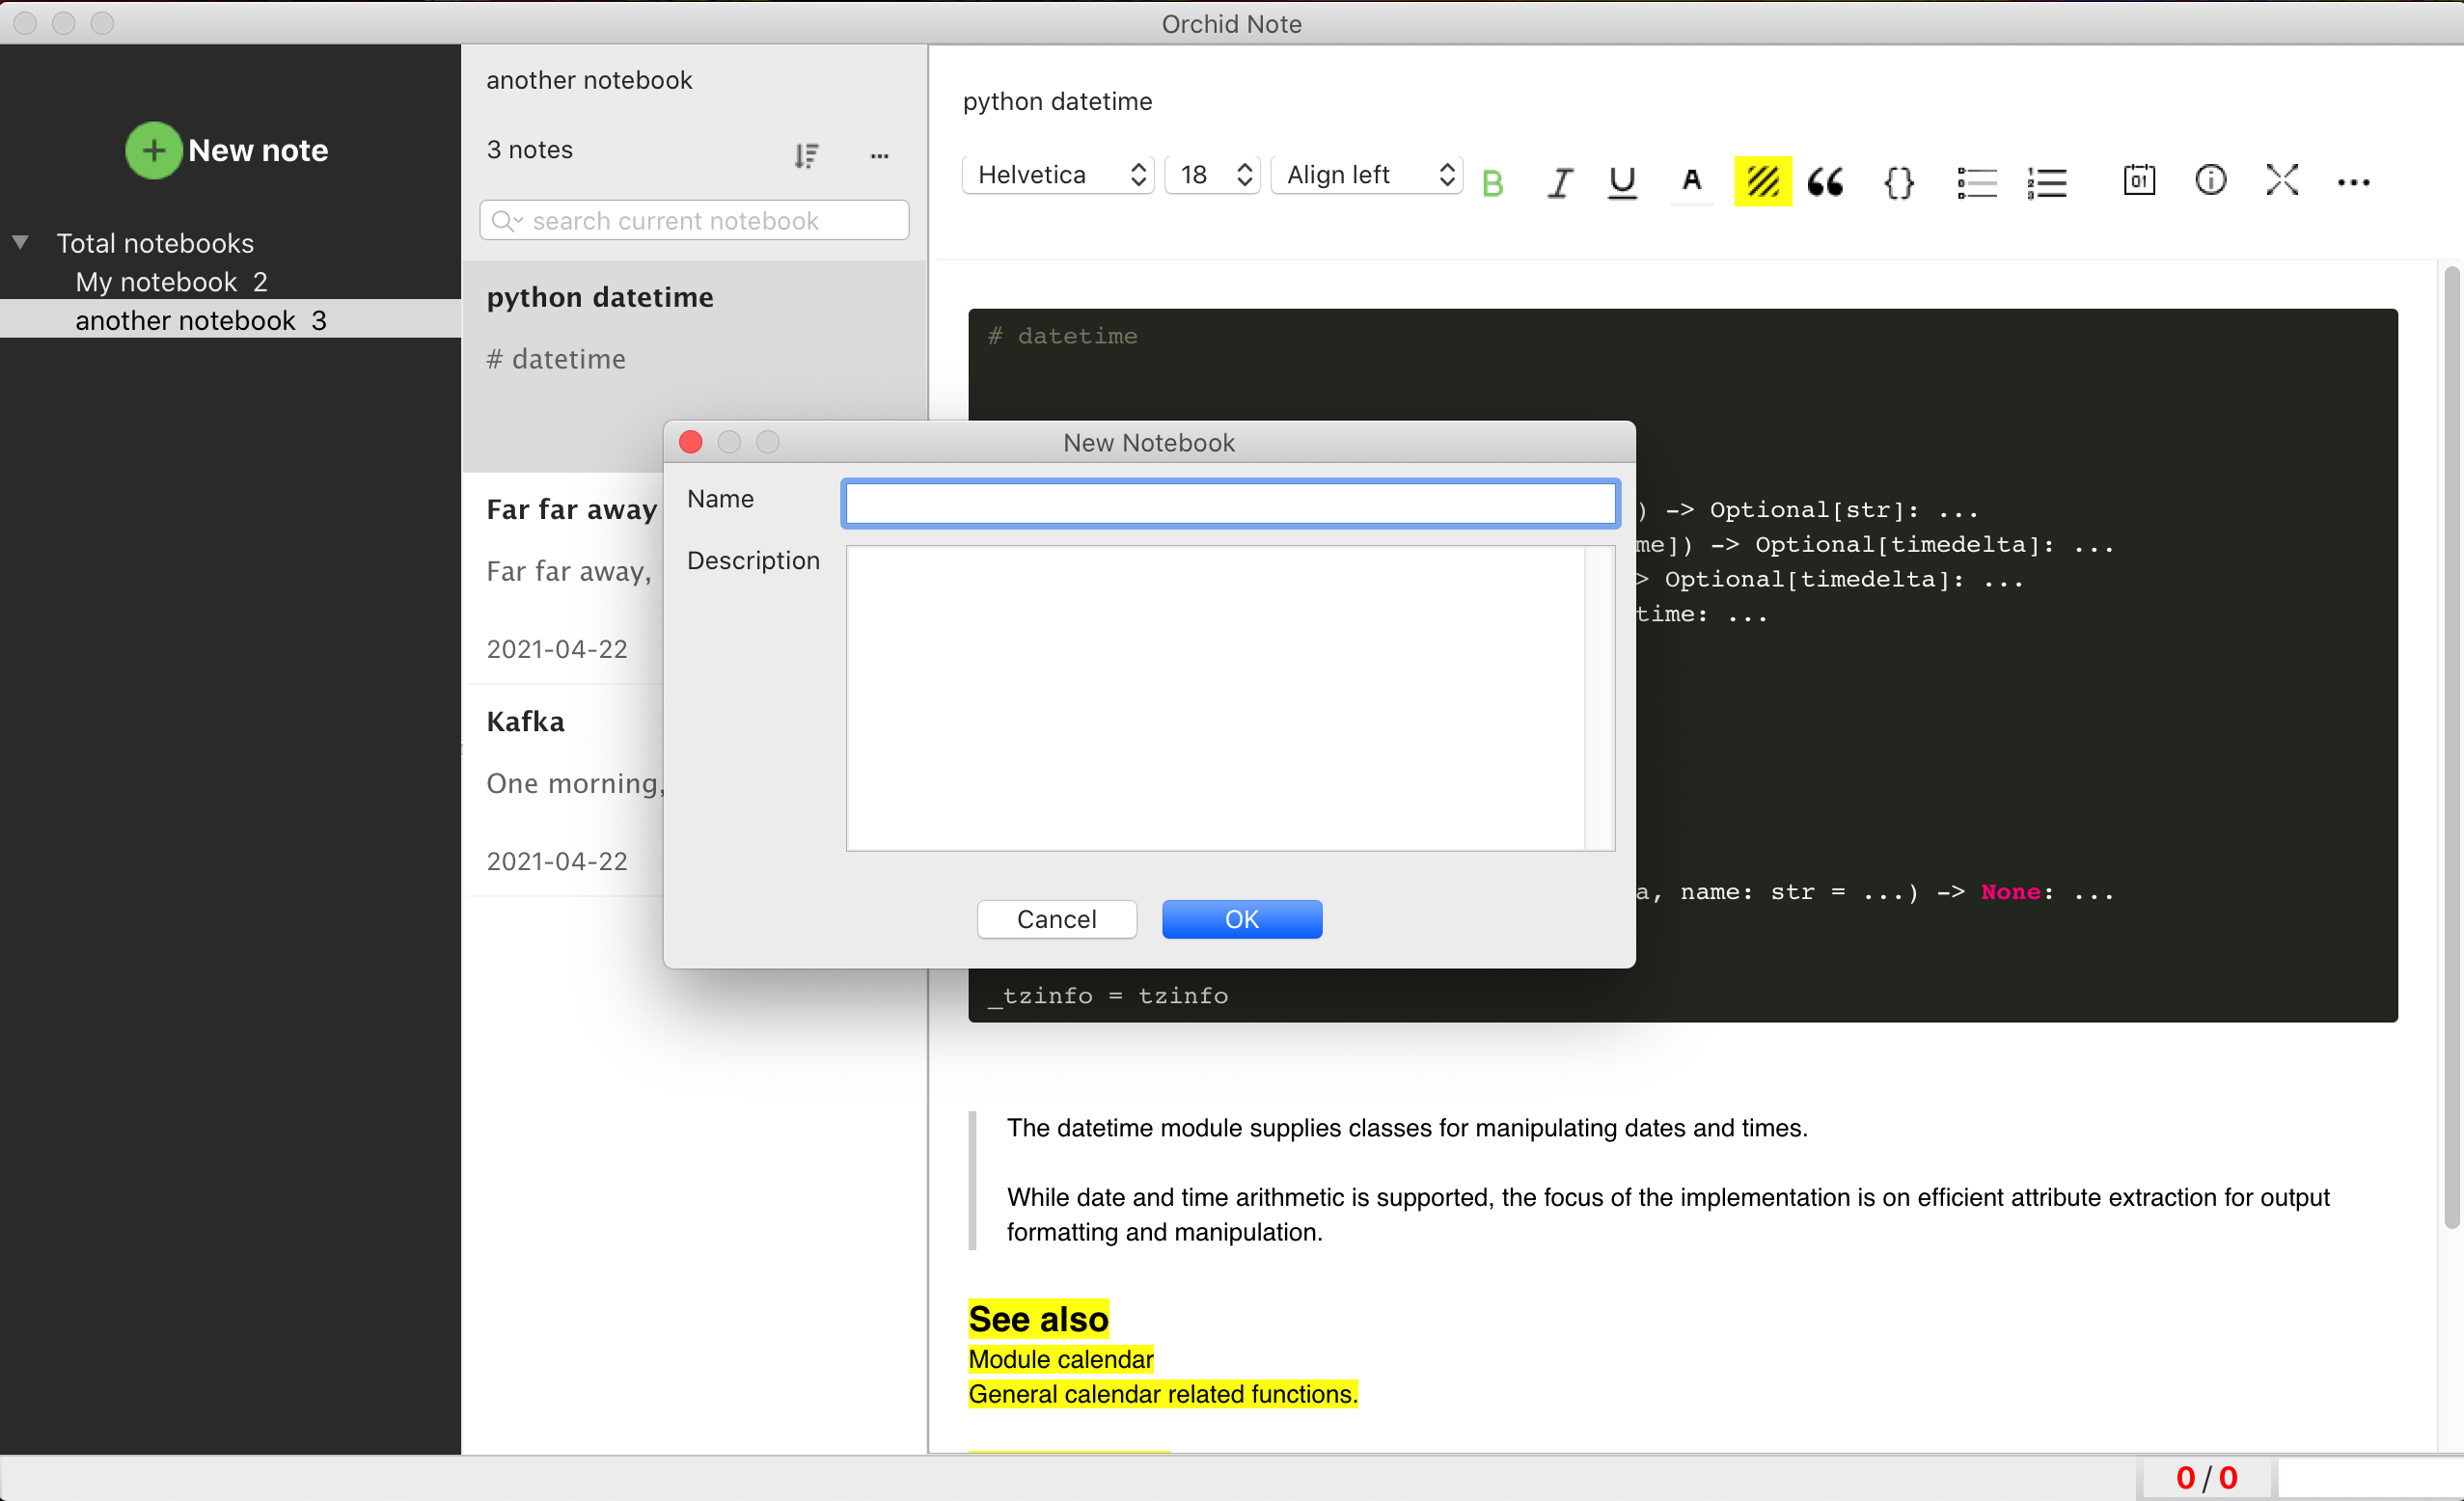 Orchid Note
New note
Total notebooks
My notebook 2
another notebook 3
another notebook
3 notes
search current notebook
python datetime
# datetime
Far far away
Far far away,
2021-04-22
Kafka
One morning,
2021-04-22
python datetime
Helvetica
18
Align left
B I U A {} 01
# datetime
) -> Optional[str]: ...
me]) -> Optional[timedelta]: ...
> Optional[timedelta]: ...
time: ...
a, name: str = ...) -> None: ...
_tzinfo = tzinfo
The datetime module supplies classes for manipulating dates and times.
While date and time arithmetic is supported, the focus of the implementation is on efficient attribute extraction for output
formatting and manipulation.
See also
Module calendar
General calendar related functions.
New Notebook
Name
Description
Cancel
OK
0 / 0